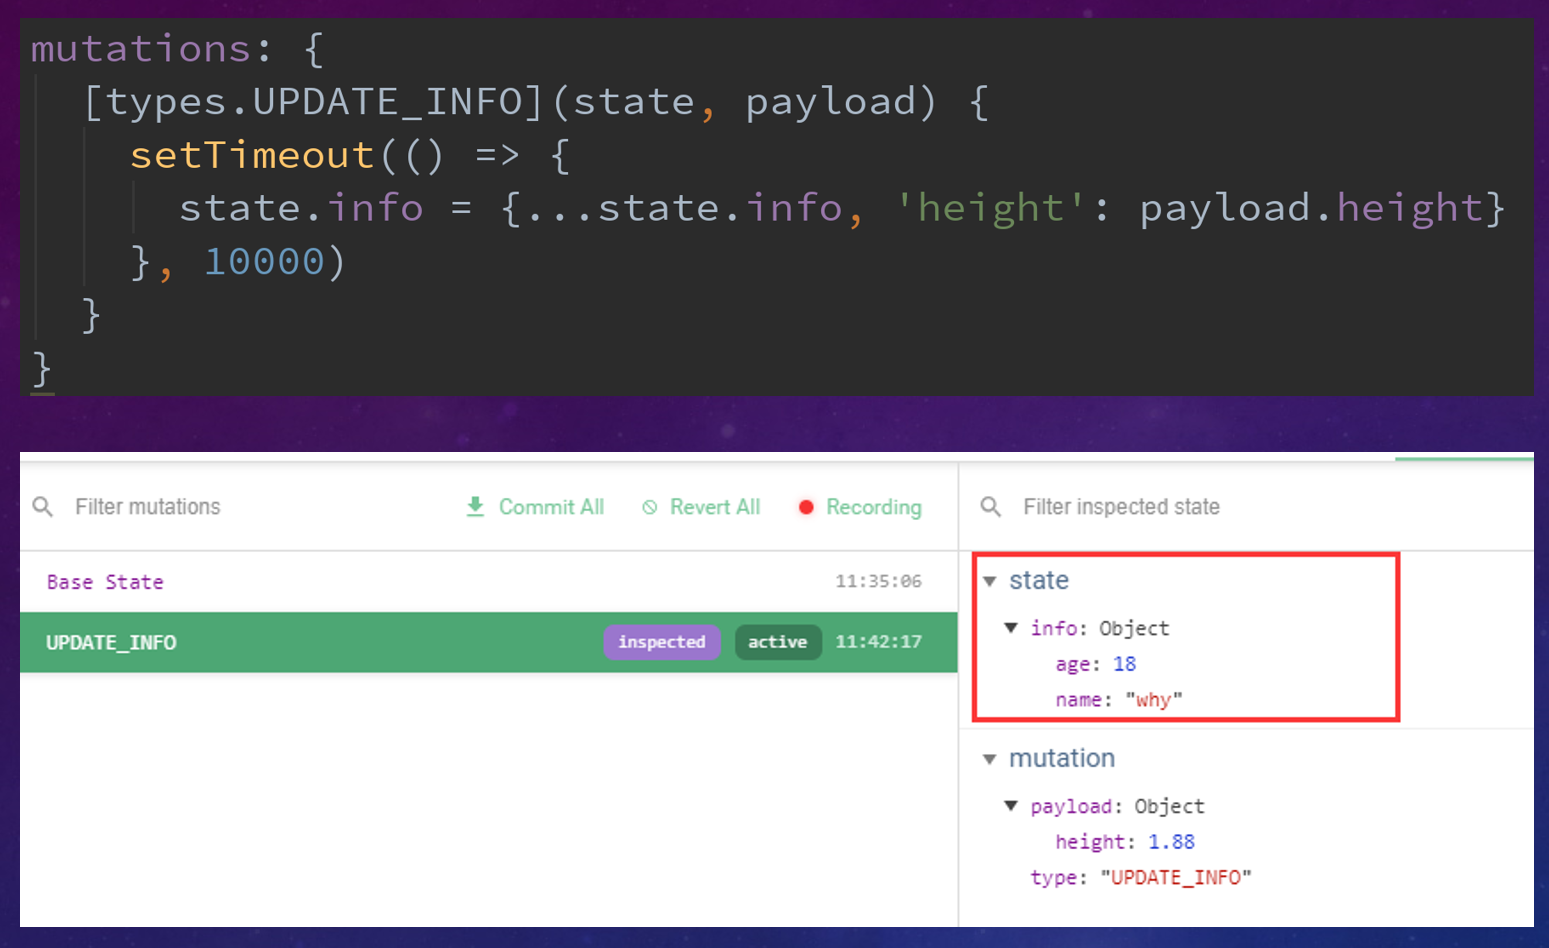 mutations: {
[types.UPDATE_INFO](state, payload) {
setTimeout(() => {
state.info = {...state.info, 'height': payload.height}
}, 10000)
}
}
Filter mutations Commit All Revert All Recording Filter inspected state
Base State 11:35:06
UPDATE_INFO inspected active 11:42:17
state
info: Object
age: 18
name: "why"
mutation
payload: Object
height: 1.88
type: "UPDATE_INFO"